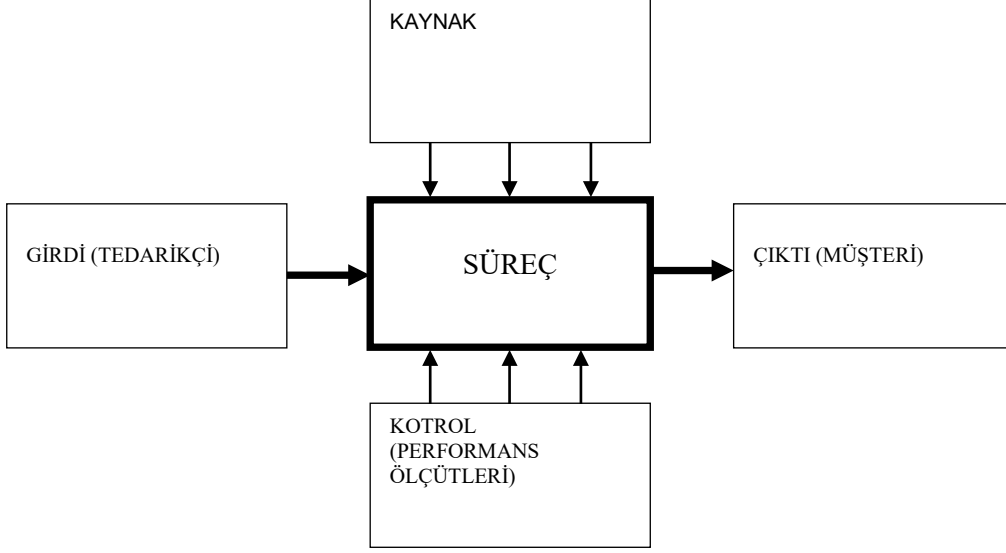 KAYNAK
GİRDİ (TEDARİKÇİ)
SÜREÇ
ÇIKTI (MÜŞTERİ)
KOTROL
(PERFORMANS
ÖLÇÜTLERİ)